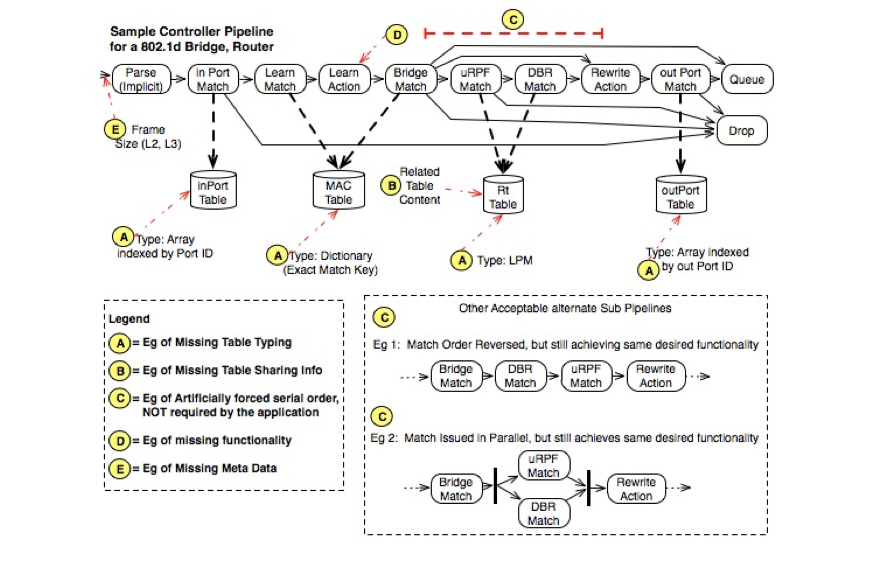 Sample Controller Pipeline
for a 802.1d Bridge, Router
C
D
Parse
(Implicit)
in Port
Match
Learn
Match
Learn
Action
Bridge
Match
uRPF
Match
DBR
Match
Rewrite
Action
out Port
Match
Queue
Drop
E Frame
Size (L2, L3)
inPort
Table
MAC
Table
B Related
Table
Content
Rt
Table
outPort
Table
A Type: Array
indexed by Port ID
A Type: Dictionary
(Exact Match Key)
A Type: LPM
Type: Array indexed
A by out Port ID
Legend
A = Eg of Missing Table Typing
B = Eg of Missing Table Sharing Info
C = Eg of Artificially forced serial order,
NOT required by the application
D = Eg of missing functionality
E = Eg of Missing Meta Data
Other Acceptable alternate Sub Pipelines
C
Eg 1: Match Order Reversed, but still achieving same desired functionality
Bridge
Match
DBR
Match
uRPF
Match
Rewrite
Action
C
Eg 2: Match Issued in Parallel, but still achieves same desired functionality
Bridge
Match
uRPF
Match
DBR
Match
Rewrite
Action